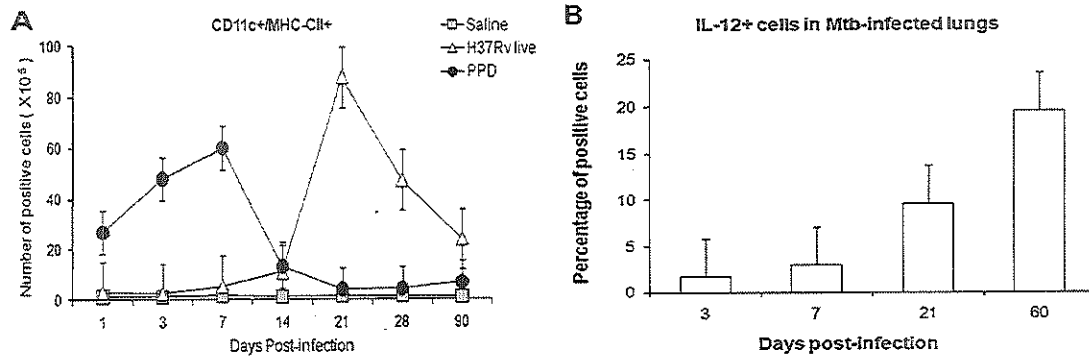 A
CD11c+/MHC-CII+
Saline
H37Rv live
PPD
Number of positive cells ( X10⁻⁵)
100
80
60
40
20
0
1 3 7 14 21 28 90
Days Post-infection
B
IL-12+ cells in Mtb-infected lungs
Percentage of positive cells
25
20
15
10
5
0
3 7 21 60
Days post-infection